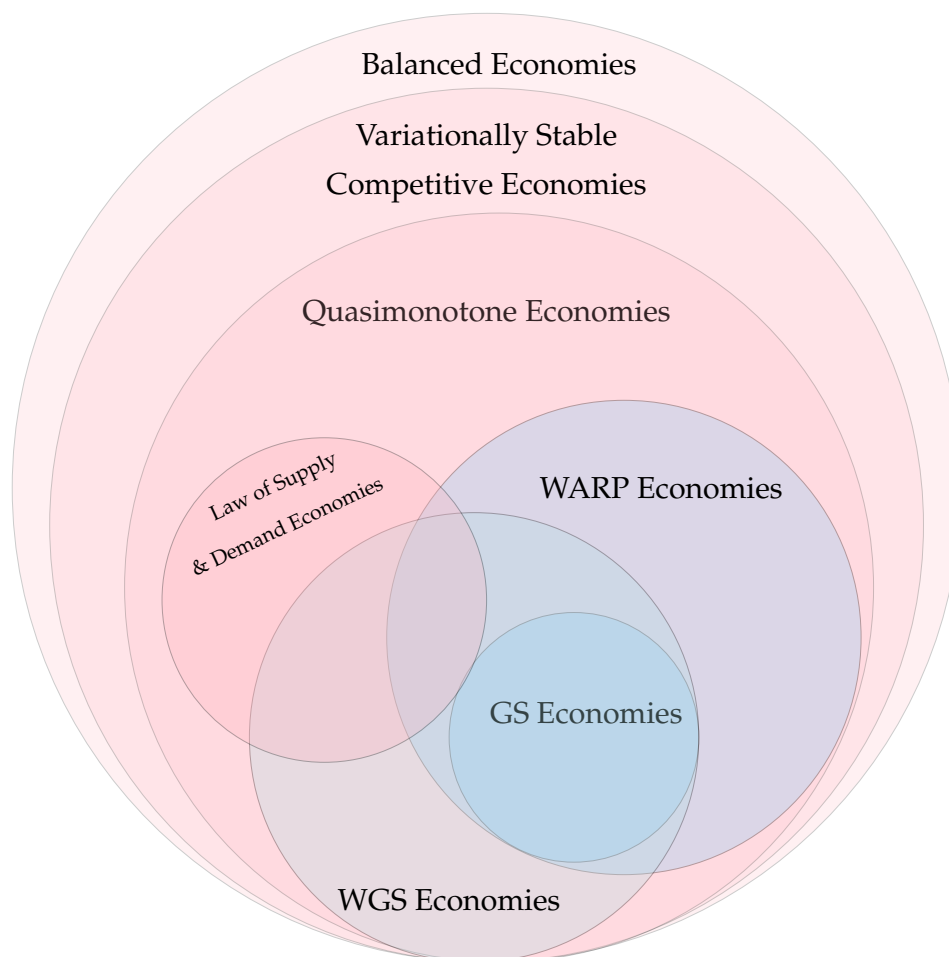 Balanced Economies
Variationally Stable
Competitive Economies
Quasimonotone Economies
Law of Supply
& Demand Economies
WARP Economies
GS Economies
WGS Economies